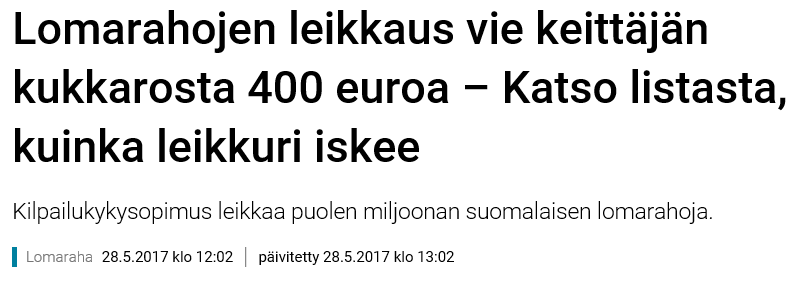 Lomarahojen leikkaus vie keittäjän
kukkarosta 400 euroa – Katso listasta,
kuinka leikkuri iskee
Kilpailukykysopimus leikkaa puolen miljoonan suomalaisen lomarahoja.
Lomaraha 28.5.2017 klo 12:02 | päivitetty 28.5.2017 klo 13:02